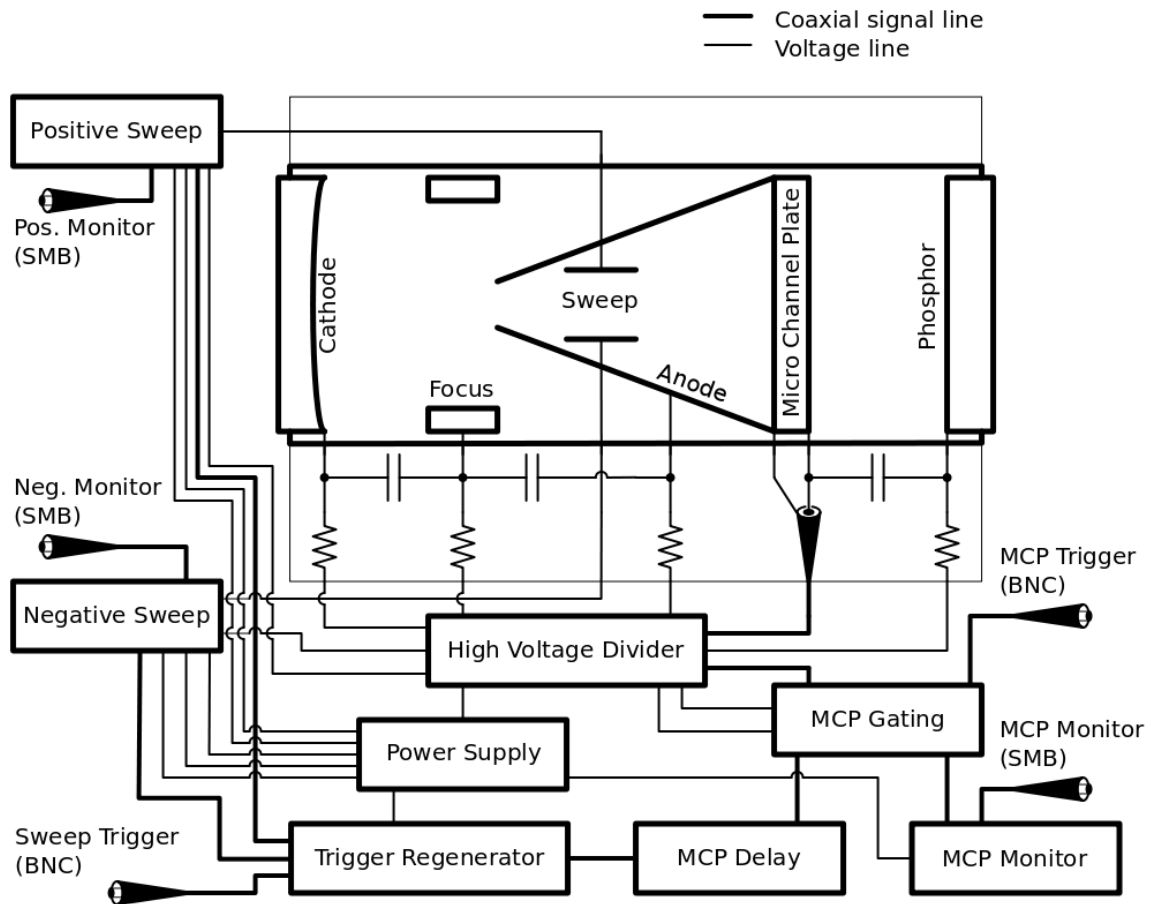 Coaxial signal line
Voltage line
Positive Sweep
Pos. Monitor
(SMB)
Cathode
Focus
Sweep
Anode
Micro Channel Plate
Phosphor
Neg. Monitor
(SMB)
Negative Sweep
High Voltage Divider
MCP Trigger
(BNC)
MCP Gating
Power Supply
MCP Monitor
(SMB)
Sweep Trigger
(BNC)
Trigger Regenerator
MCP Delay
MCP Monitor